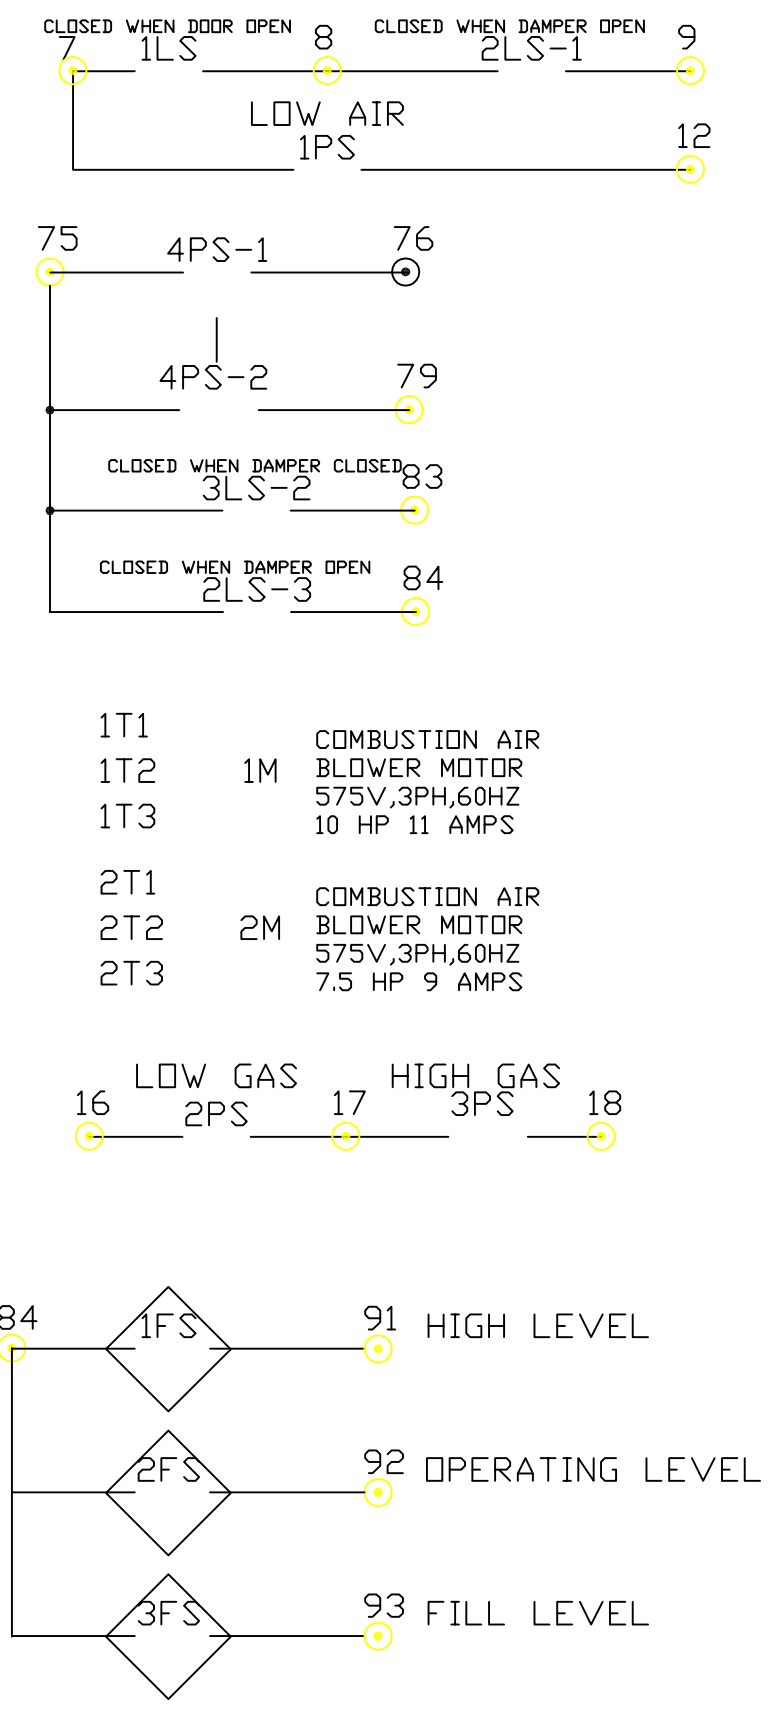 CLOSED WHEN DOOR OPEN
CLOSED WHEN DAMPER OPEN
7 1LS 8 2LS-1 9
LOW AIR
1PS 12
75 4PS-1 76
4PS-2 79
CLOSED WHEN DAMPER CLOSED
3LS-2 83
CLOSED WHEN DAMPER OPEN
2LS-3 84
1T1
1T2
1T3
1M
COMBUSTION AIR
BLOWER MOTOR
575V,3PH,60HZ
10 HP 11 AMPS
2T1
2T2
2T3
2M
COMBUSTION AIR
BLOWER MOTOR
575V,3PH,60HZ
7.5 HP 9 AMPS
LOW GAS HIGH GAS
16 2PS 17 3PS 18
84 1FS 91 HIGH LEVEL
2FS 92 OPERATING LEVEL
3FS 93 FILL LEVEL